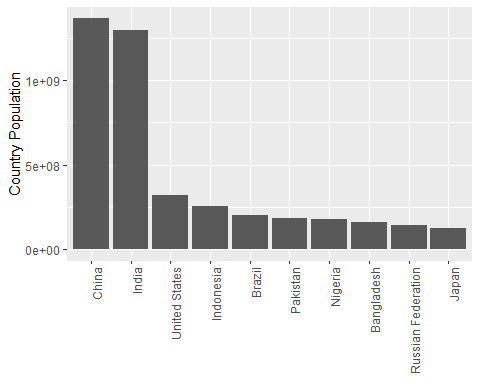 Country Population
1e+09
5e+08
0e+00
China
India
United States
Indonesia
Brazil
Pakistan
Nigeria
Bangladesh
Russian Federation
Japan